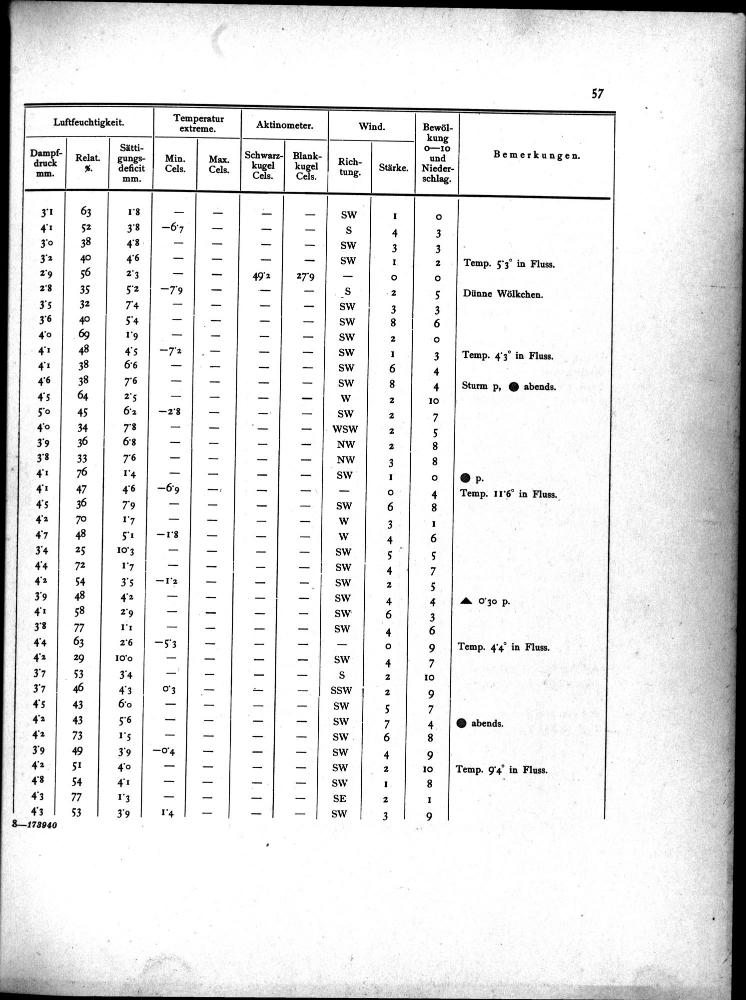 57
Luftfeuchtigkeit. Temperatur extreme. Aktinometer. Wind. Bewöl- kung 0—10 und Nieder- schlag. Bemerkungen.
Dampf- druck mm. Relat. %. Sätti- gungs- deficit mm. Min. Cels. Max. Cels. Schwarz- kugel Cels. Blank- kugel Cels. Rich- tung. Stärke.
3·1 63 1·8 — — — — SW 1 0
4·1 52 3·8 —6·7 — — — S 4 3
3·0 38 4·8 — — — — SW 3 3
3·2 40 4·6 — — — — SW 1 2 Temp. 5·3° in Fluss.
2·9 56 2·3 — — 49·2 27·9 — 0 0
2·8 35 5·2 —7·9 — — — S 2 5 Dünne Wölkchen.
3·5 32 7·4 — — — — SW 3 3
3·6 40 5·4 — — — — SW 8 6
4·0 69 1·9 — — — — SW 2 0
4·1 48 4·5 —7·2 — — — SW 1 3 Temp. 4·3° in Fluss.
4·1 38 6·6 — — — — SW 6 4
4·6 38 7·6 — — — — SW 8 4 Sturm p, ● abends.
4·5 64 2·5 — — — — W 2 10
5·0 45 6·2 —2·8 — — — SW 2 7
4·0 34 7·8 — — — — WSW 2 5
3·9 36 6·8 — — — — NW 2 8
3·8 33 7·6 — — — — NW 3 8
4·1 76 1·4 — — — — SW 1 0 ● p.
4·1 47 4·6 —6·9 — — — — 0 4 Temp. 11·6° in Fluss.
4·5 36 7·9 — — — — SW 6 8
4·2 70 1·7 — — — — W 3 1
4·7 48 5·1 —1·8 — — — W 4 6
3·4 25 10·3 — — — — SW 5 5
4·4 72 1·7 — — — — SW 4 7
4·2 54 3·5 —1·2 — — — SW 2 5
3·9 48 4·2 — — — — SW 4 4 ▲ 0·30 p.
4·1 58 2·9 — — — — SW 6 3
3·8 77 1·1 — — — — SW 4 6
4·4 63 2·6 —5·3 — — — — 0 9 Temp. 4·4° in Fluss.
4·2 29 10·0 — — — — SW 4 7
3·7 53 3·4 — — — — S 2 10
3·7 46 4·3 0·3 — — — SSW 2 9
4·5 43 6·0 — — — — SW 5 7
4·2 43 5·6 — — — — SW 7 4 ● abends.
4·2 73 1·5 — — — — SW 6 8
3·9 49 3·9 —0·4 — — — SW 4 9
4·2 51 4·0 — — — — SW 2 10 Temp. 9·4° in Fluss.
4·8 54 4·1 — — — — SW 1 8
4·3 77 1·3 — — — — SE 2 1
4·3 53 3·9 1·4 — — — SW 3 9
8—173940